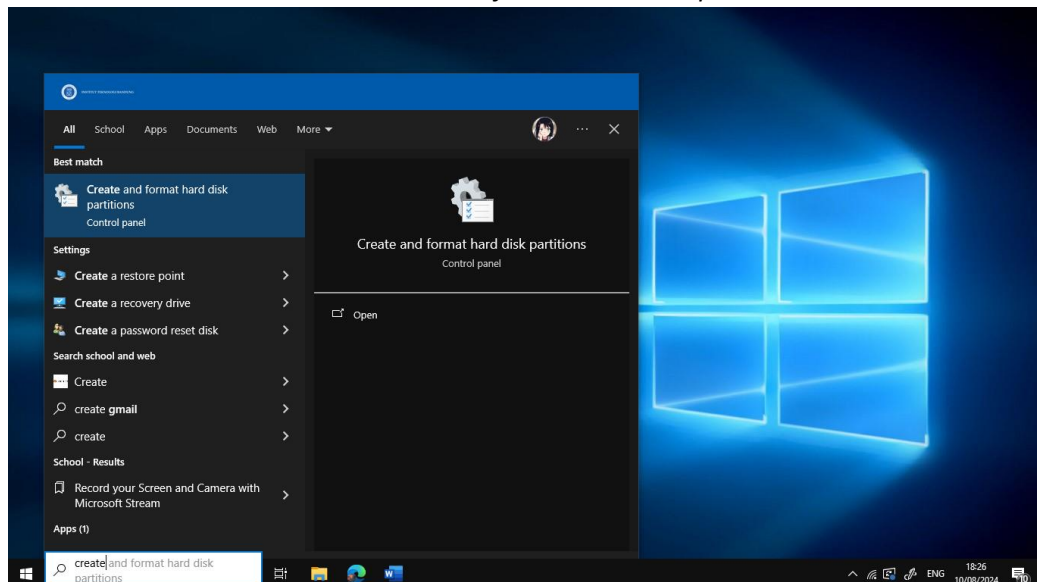 All School Apps Documents Web More
Best match
Create and format hard disk
partitions
Control panel
Settings
Create a restore point
Create a recovery drive
Create a password reset disk
Search school and web
Create
create gmail
create
School - Results
Record your Screen and Camera with
Microsoft Stream
Apps (1)
create and format hard disk
partitions
Create and format hard disk partitions
Control panel
Open
ENG
18:26
10/08/2024
10